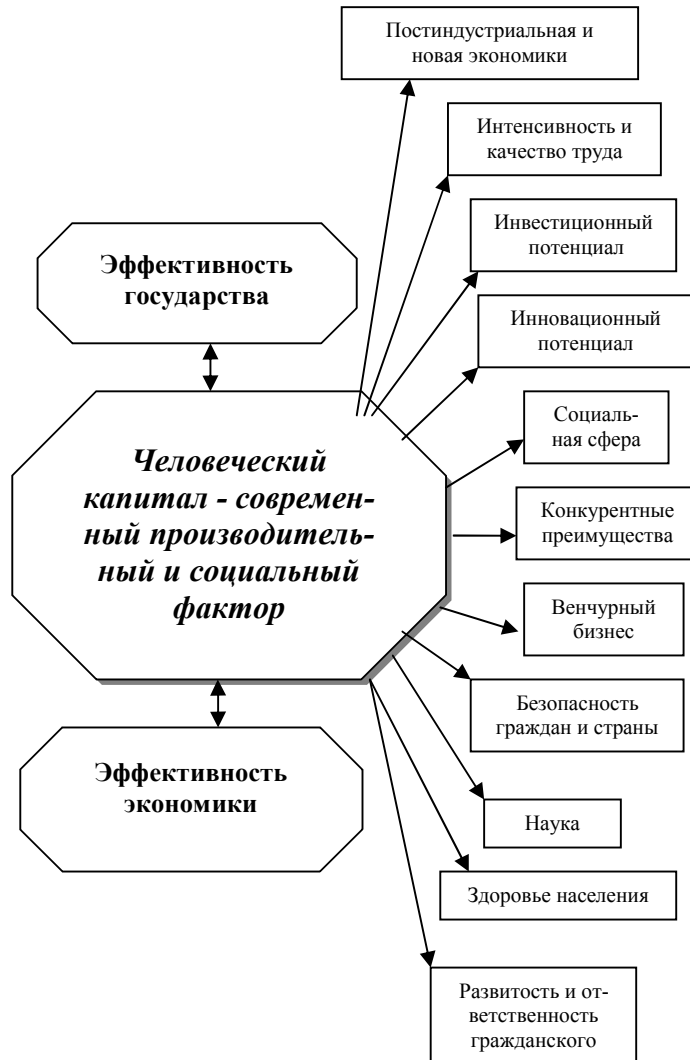 Постиндустриальная и
новая экономики
Интенсивность и
качество труда
Инвестиционный
потенциал
Инновационный
потенциал
Эффективность
государства
Человеческий
капитал - современ-
ный производитель-
ный и социальный
фактор
Эффективность
экономики
Социаль-
ная сфера
Конкурентные
преимущества
Венчурный
бизнес
Безопасность
граждан и страны
Наука
Здоровье населения
Развитость и от-
ветственность
гражданского